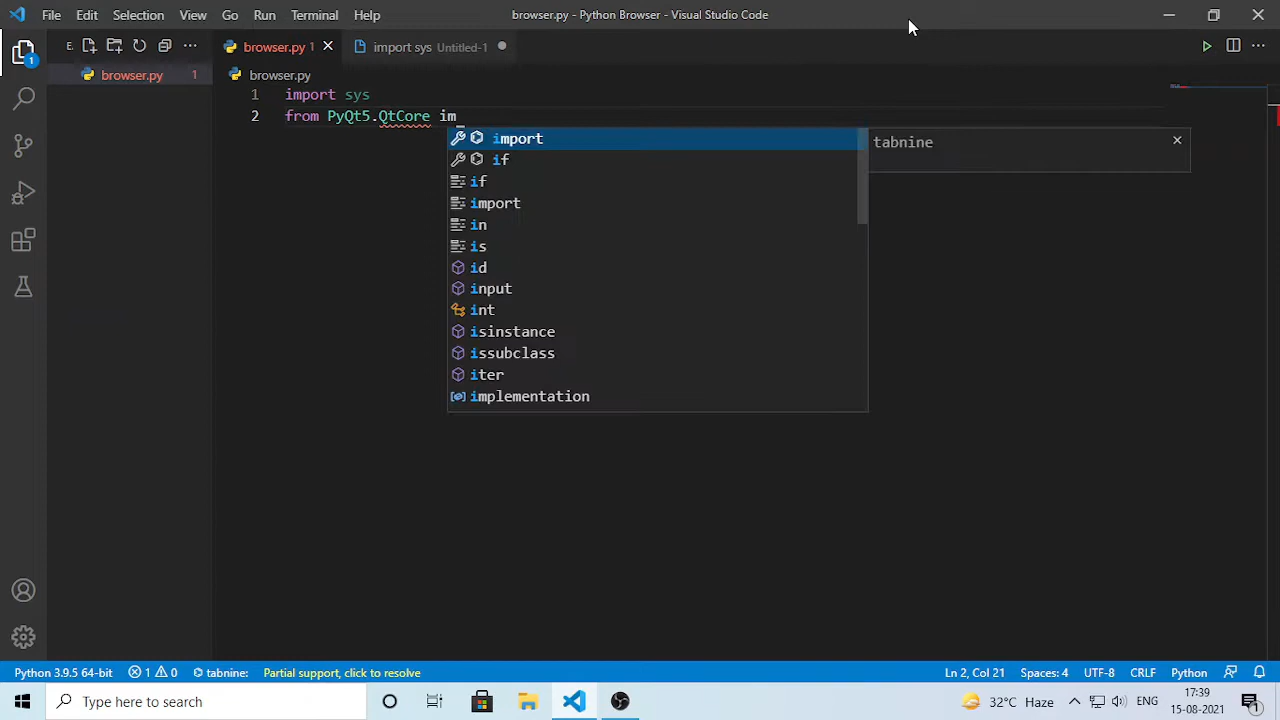 File Edit Selection View Go Run Terminal Help browser.py - Python Browser - Visual Studio Code
E browser.py 1 import sys Untitled-1
browser.py 1 browser.py
1 import sys
2 from PyQt5.QtCore im
import tabnine
if
if
import
in
is
id
input
int
isinstance
issubclass
iter
implementation
1
Python 3.9.5 64-bit 1 0 tabnine: Partial support, click to resolve Ln 2, Col 21 Spaces: 4 UTF-8 CRLF Python
Type here to search 32°C Haze 17:39
15-08-2021 1